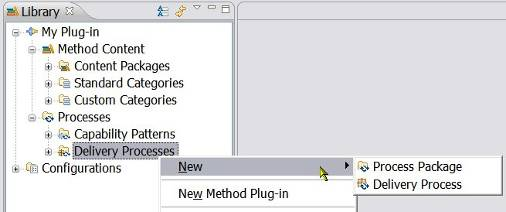 Library
My Plug-in
Method Content
Content Packages
Standard Categories
Custom Categories
Processes
Capability Patterns
Delivery Processes
Configurations
New
New Method Plug-in
Process Package
Delivery Process